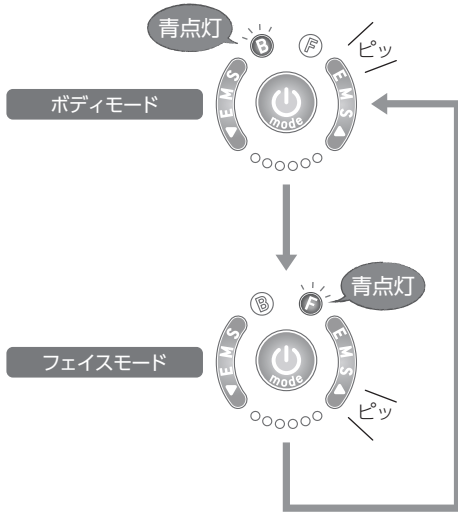 青点灯
B F
ピッ
EMS▼ EMS▲
ボディモード
mode
青点灯
B F
EMS▼ EMS▲
フェイスモード
mode
ピッ